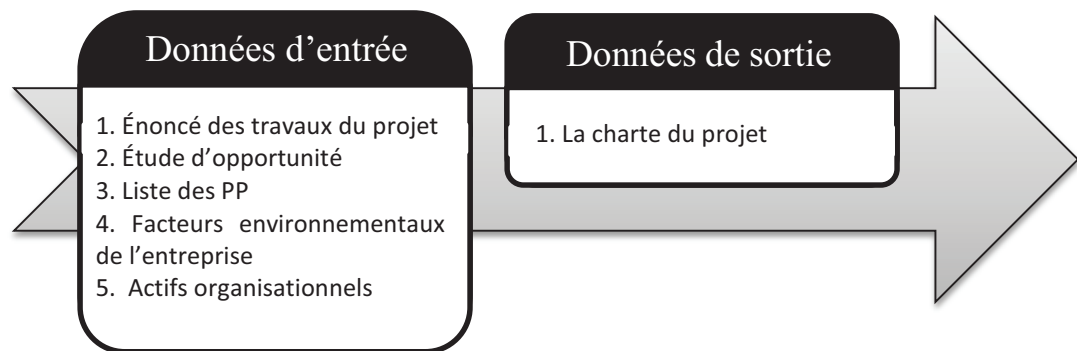 Données d’entrée
1. Énoncé des travaux du projet
2. Étude d’opportunité
3. Liste des PP
4. Facteurs environnementaux
de l’entreprise
5. Actifs organisationnels
Données de sortie
1. La charte du projet